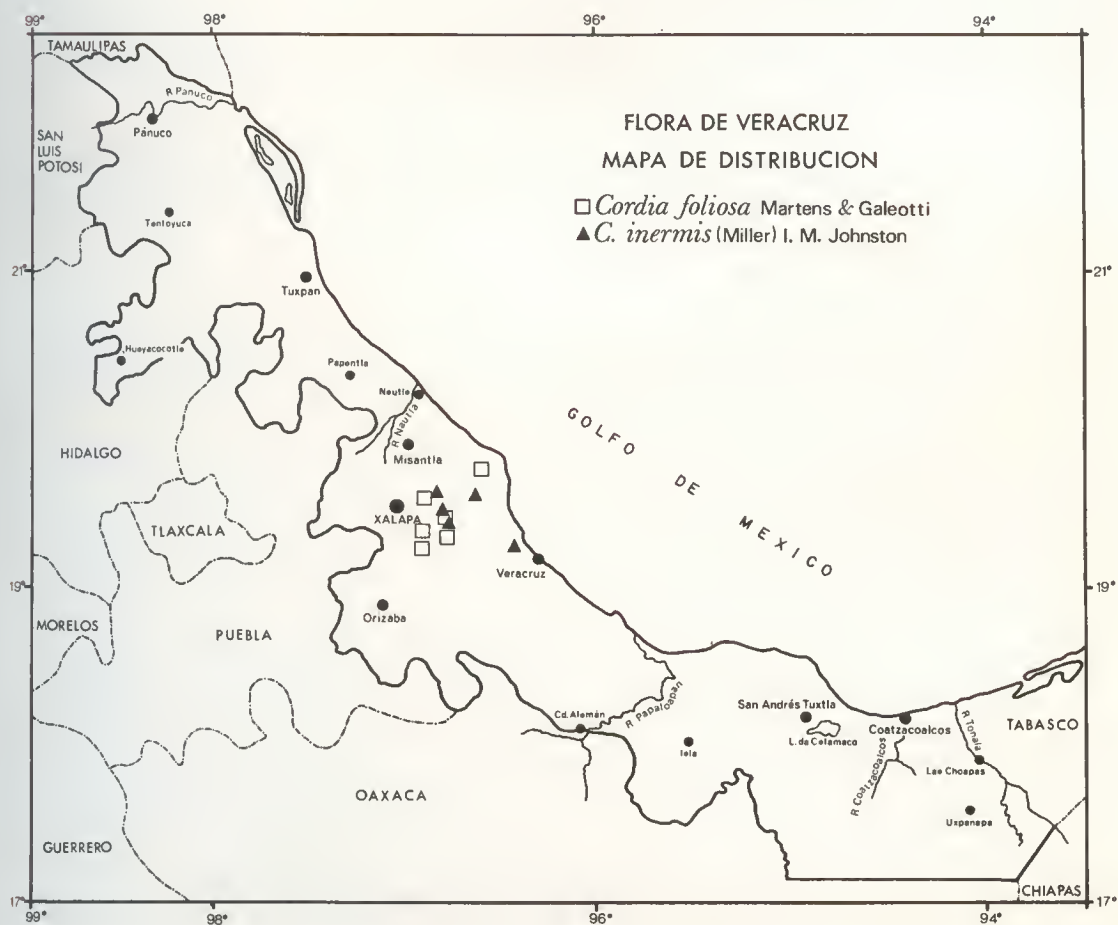 99° 98° 96° 94°
TAMAULIPAS
R Panuco
Pánuco
SAN
LUIS
POTOSI
FLORA DE VERACRUZ
MAPA DE DISTRIBUCION
Cordia foliosa Martens & Galeotti
C. inermis (Miller) I. M. Johnston
Tantoyuca
21° 21°
Tuxpan
Huayacocotla
Papantla
Nautla
R Nautla
Misantla
GOLFO DE MEXICO
HIDALGO
TLAXCALA
XALAPA
Veracruz
19° 19°
Orizaba
MORELOS
PUEBLA
Cd. Alemán
R Papaloapan
San Andrés Tuxtla
L. de Catamaco
Coatzacoalcos
R Tonalá
TABASCO
Isla
R Coatzacoalcos
Las Choapas
OAXACA
Uxpanapa
GUERRERO
CHIAPAS
17° 17°
99° 98° 96° 94°